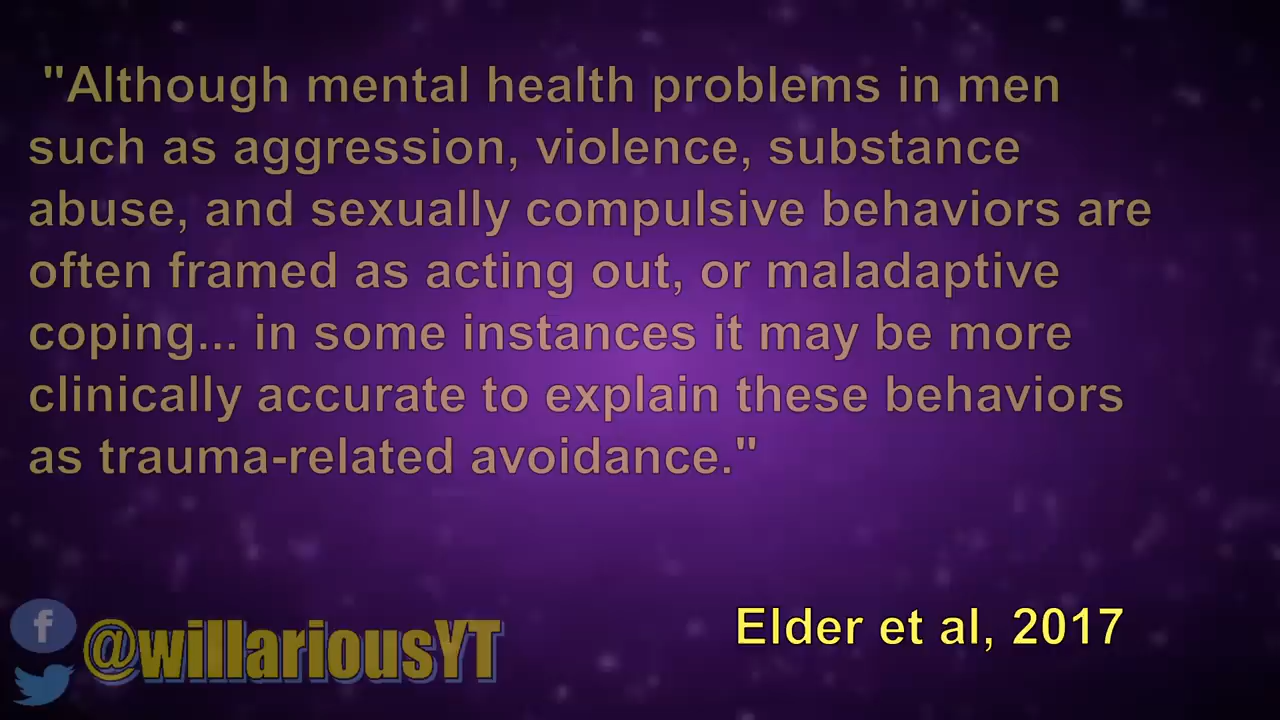 "Although mental health problems in men
such as aggression, violence, substance
abuse, and sexually compulsive behaviors are
often framed as acting out, or maladaptive
coping... in some instances it may be more
clinically accurate to explain these behaviors
as trauma-related avoidance."
Elder et al, 2017
f
@willariousYT